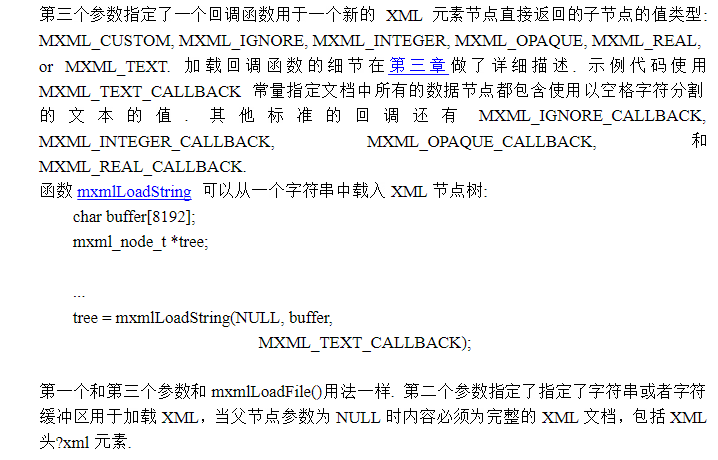 第三个参数指定了一个回调函数用于一个新的 XML 元素节点直接返回的子节点的值类型:
MXML_CUSTOM, MXML_IGNORE, MXML_INTEGER, MXML_OPAQUE, MXML_REAL,
or MXML_TEXT. 加载回调函数的细节在第三章做了详细描述. 示例代码使用
MXML_TEXT_CALLBACK 常量指定文档中所有的数据节点都包含使用以空格字符分割
的文本的值. 其他标准的回调还有 MXML_IGNORE_CALLBACK,
MXML_INTEGER_CALLBACK, MXML_OPAQUE_CALLBACK, 和
MXML_REAL_CALLBACK.
函数 mxmlLoadString 可以从一个字符串中载入 XML 节点树:
char buffer[8192];
mxml_node_t *tree;
...
tree = mxmlLoadString(NULL, buffer,
MXML_TEXT_CALLBACK);
第一个和第三个参数和 mxmlLoadFile()用法一样. 第二个参数指定了指定了字符串或者字符
缓冲区用于加载 XML，当父节点参数为 NULL 时内容必须为完整的 XML 文档，包括 XML
头?xml 元素.